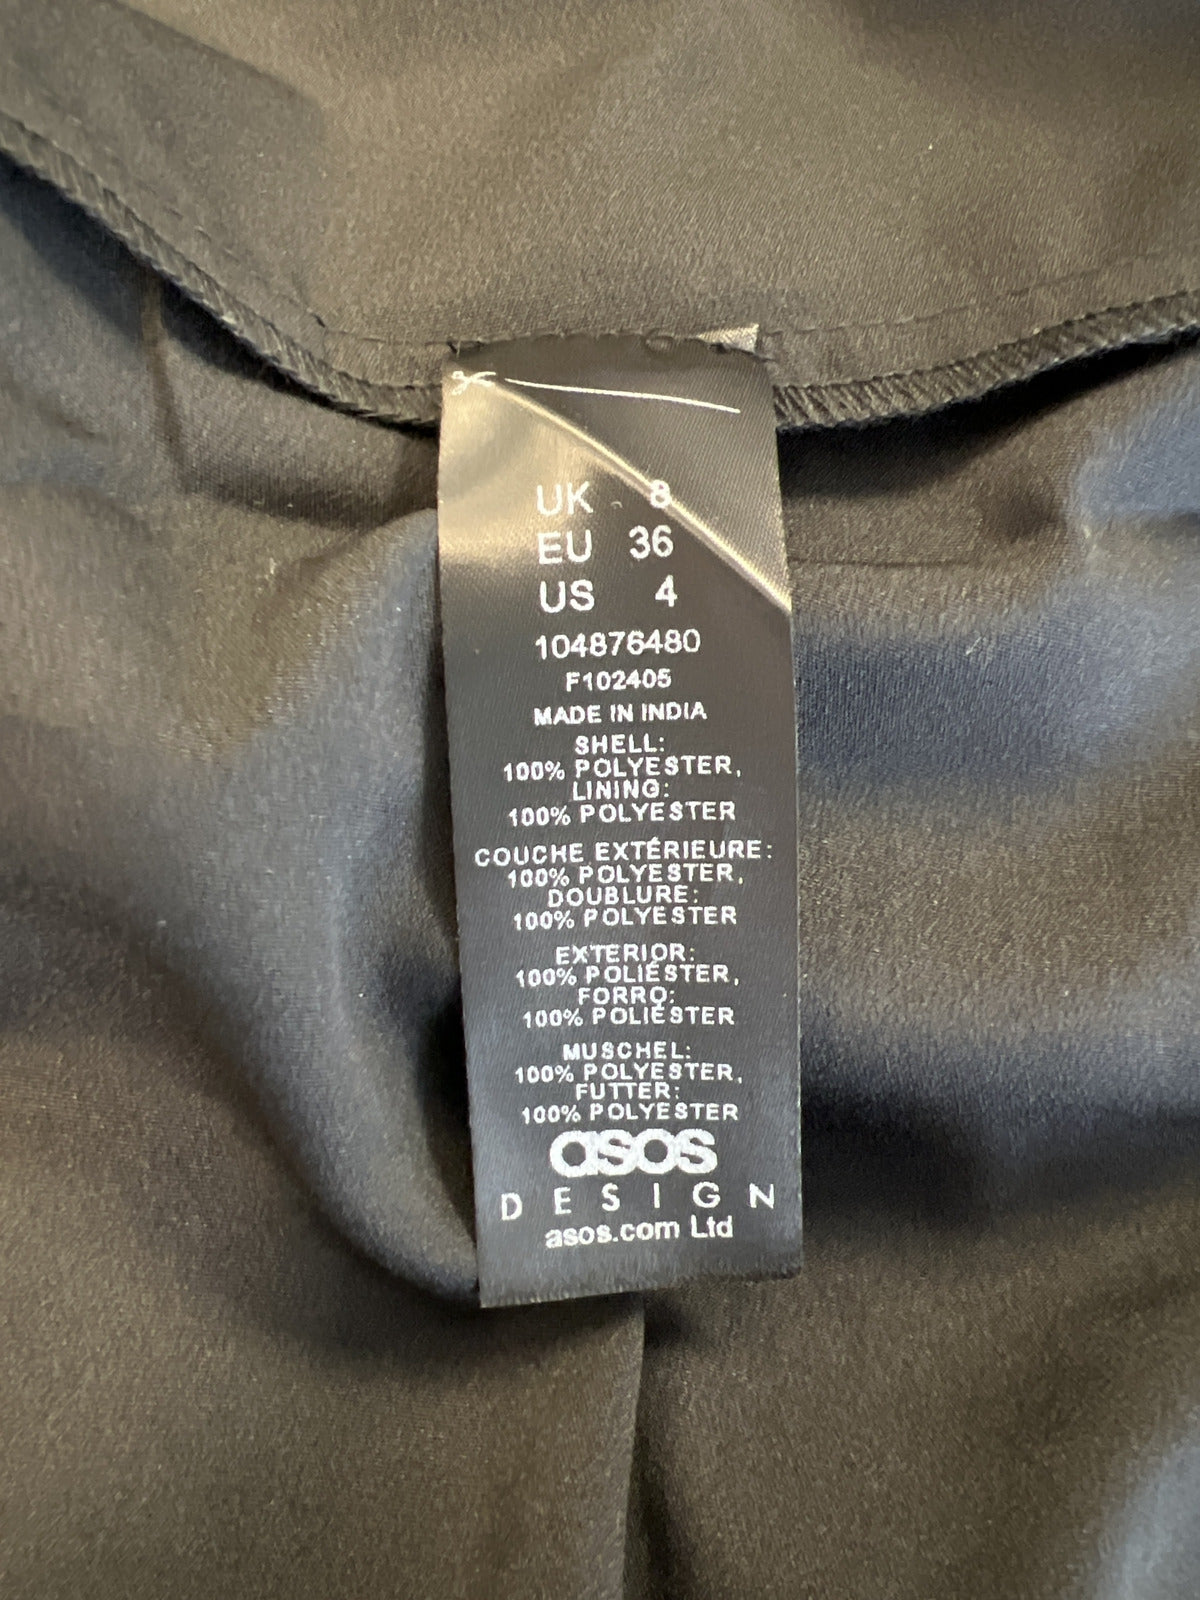 UK 8
EU 36
US 4
104876480
F102405
MADE IN INDIA
SHELL:
100% POLYESTER,
LINING:
100% POLYESTER
COUCHE EXTÉRIEURE:
100% POLYESTER,
DOUBLURE:
100% POLYESTER
EXTERIOR:
100% POLIÉSTER,
FORRO:
100% POLIÉSTER
MUSCHEL:
100% POLYESTER,
FUTTER:
100% POLYESTER
asos
DESIGN
asos.com Ltd